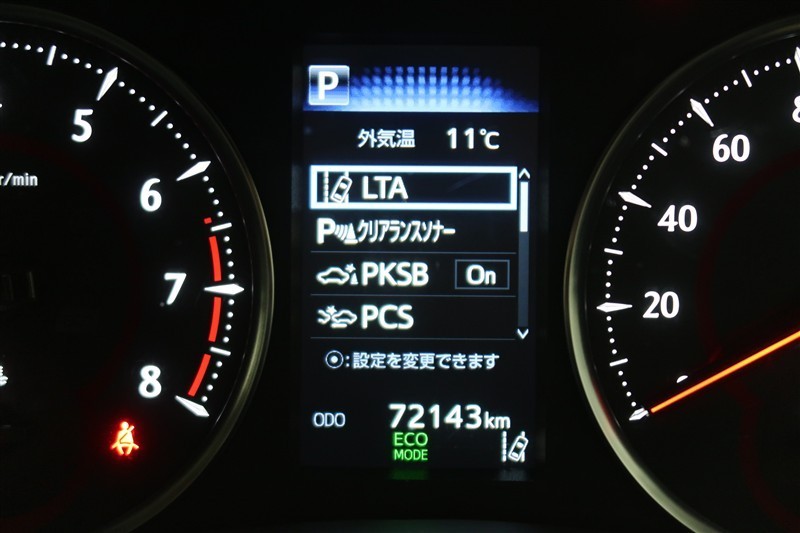 P
外気温 11℃
LTA
Pクリアランスソナー
PKSB On
PCS
:設定を変更できます
ODO 72143km
ECO
MODE
5
6
7
8
r/min
60
40
20